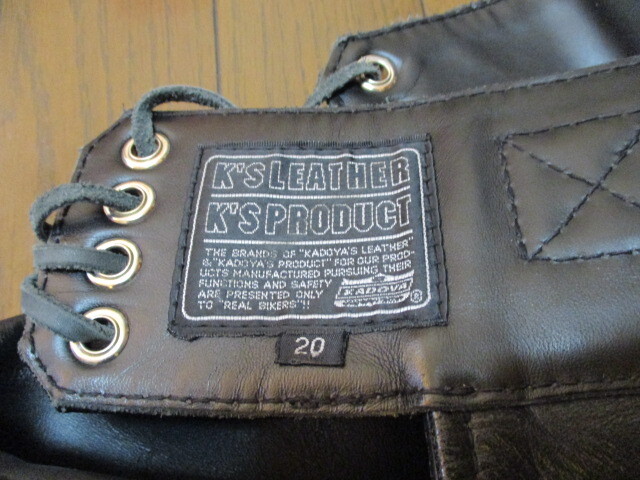 K'S LEATHER
K'S PRODUCT
THE BRANDS OF "KADOYA'S LEATHER"
& "KADOYA'S PRODUCT" FOR OUR PROD-
UCTS MANUFACTURED PURSUING THEIR
FUNCTIONS AND SAFETY
ARE PRESENTED ONLY
TO "REAL BIKERS"!!
KADOYA
®
20